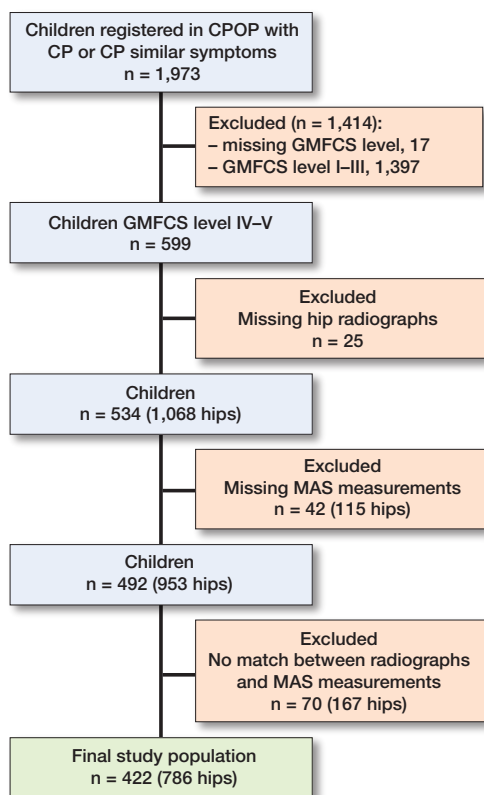 Children registered in CPOP with
CP or CP similar symptoms
n = 1,973
Excluded (n = 1,414):
– missing GMFCS level, 17
– GMFCS level I–III, 1,397
Children GMFCS level IV–V
n = 599
Excluded
Missing hip radiographs
n = 25
Children
n = 534 (1,068 hips)
Excluded
Missing MAS measurements
n = 42 (115 hips)
Children
n = 492 (953 hips)
Excluded
No match between radiographs
and MAS measurements
n = 70 (167 hips)
Final study population
n = 422 (786 hips)